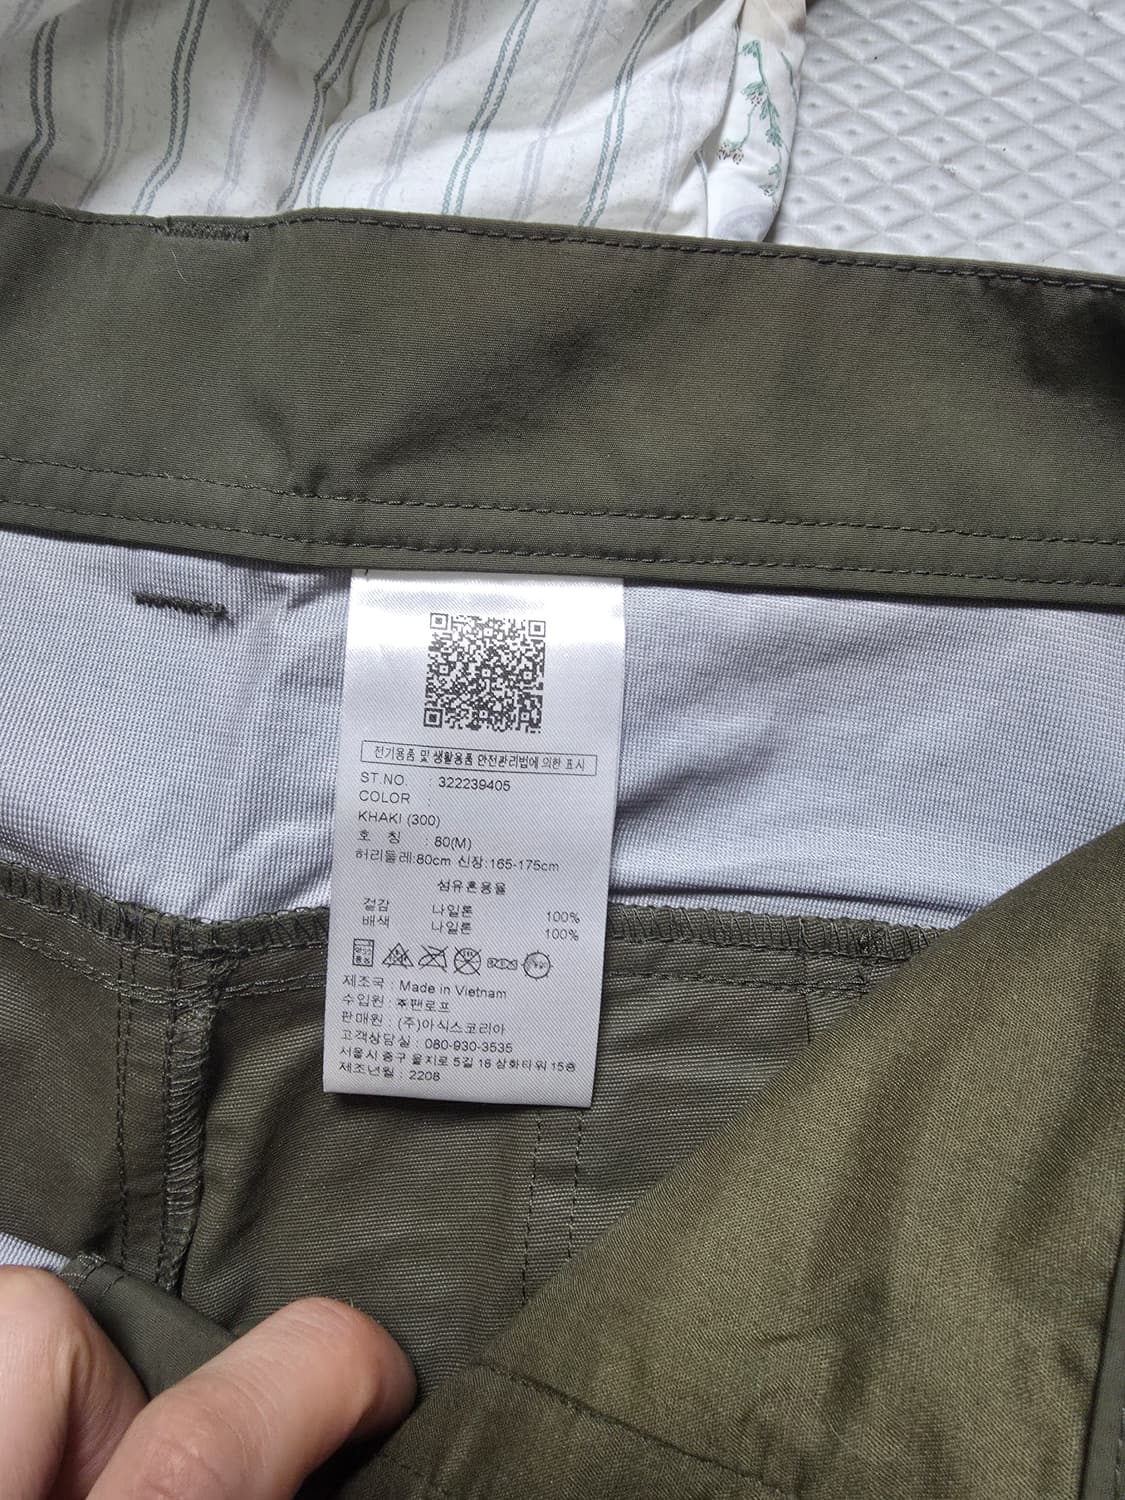 전기용품 및 생활용품 안전관리법에 의한 표시
ST.NO. : 322239405
COLOR :
KHAKI (300)
호 칭 : 80(M)
허리둘레:80cm 신장:165-175cm
섬유혼용율
겉감 나일론 100%
배색 나일론 100%
제조국 : Made in Vietnam
수입원 : ㈜팬로프
판매원 : (주)아식스코리아
고객상담실 : 080-930-3535
서울시 중구 을지로 5길 16 삼화타워 15층
제조년월 : 2208